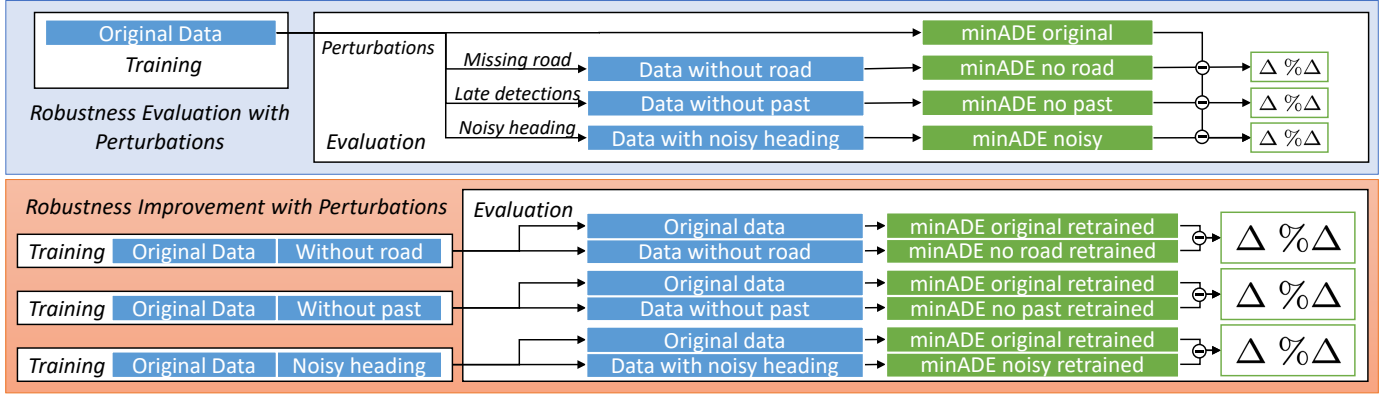 Original Data
Training
Robustness Evaluation with
Perturbations
Perturbations
Missing road
Late detections
Noisy heading
Evaluation
Data without road
Data without past
Data with noisy heading
minADE original
minADE no road
minADE no past
minADE noisy
Δ %Δ
Δ %Δ
Δ %Δ
Robustness Improvement with Perturbations
Training Original Data Without road
Training Original Data Without past
Training Original Data Noisy heading
Evaluation
Original data
Data without road
Original data
Data without past
Original data
Data with noisy heading
minADE original retrained
minADE no road retrained
minADE original retrained
minADE no past retrained
minADE original retrained
minADE noisy retrained
Δ %Δ
Δ %Δ
Δ %Δ